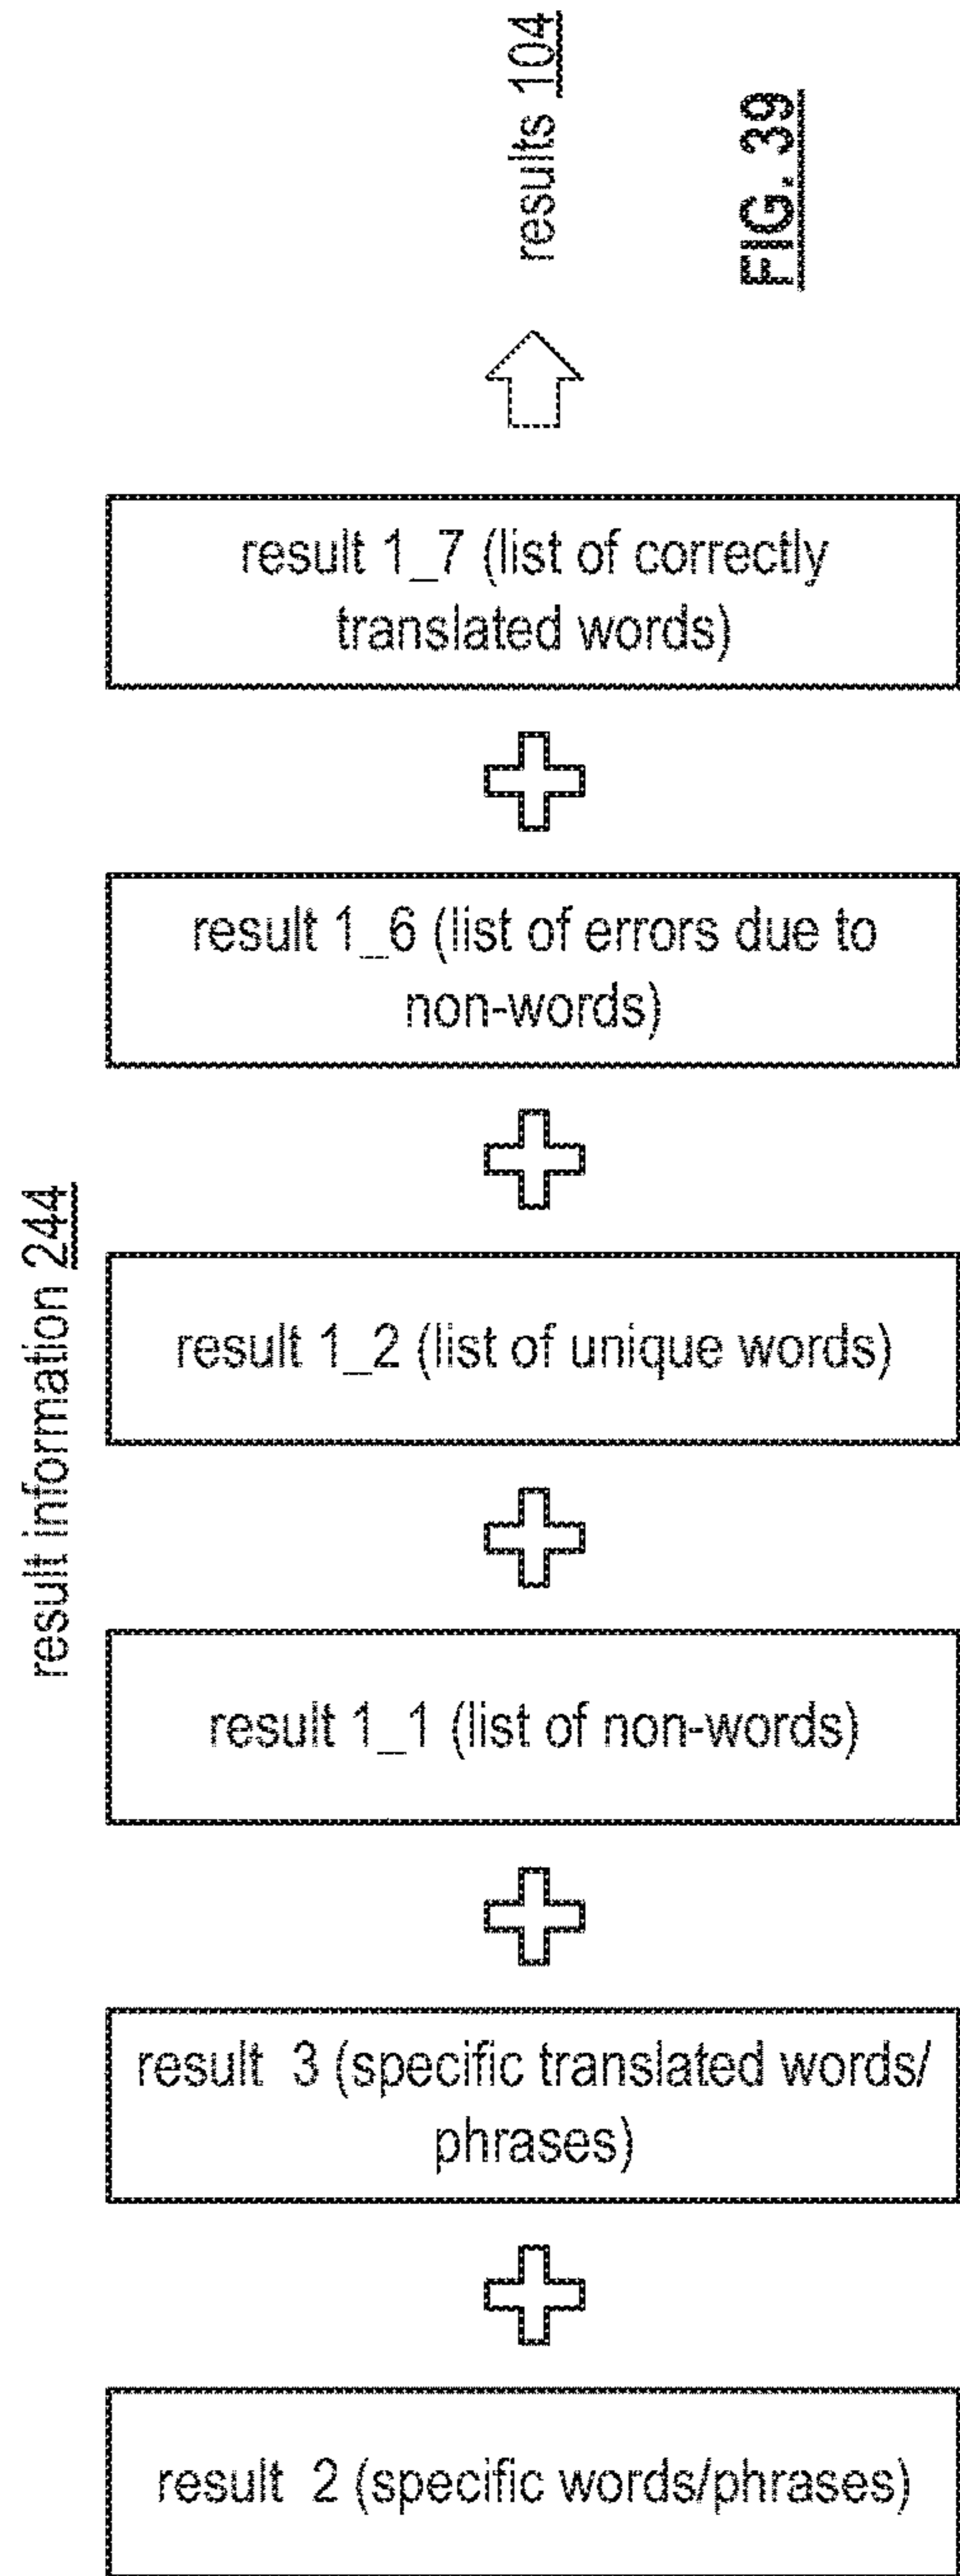 result information 244
result 1_7 (list of correctly
translated words)
result 1_6 (list of errors due to
non-words)
result 1_2 (list of unique words)
result 1_1 (list of non-words)
result 3 (specific translated words/
phrases)
result 2 (specific words/phrases)
results 104
FIG. 39